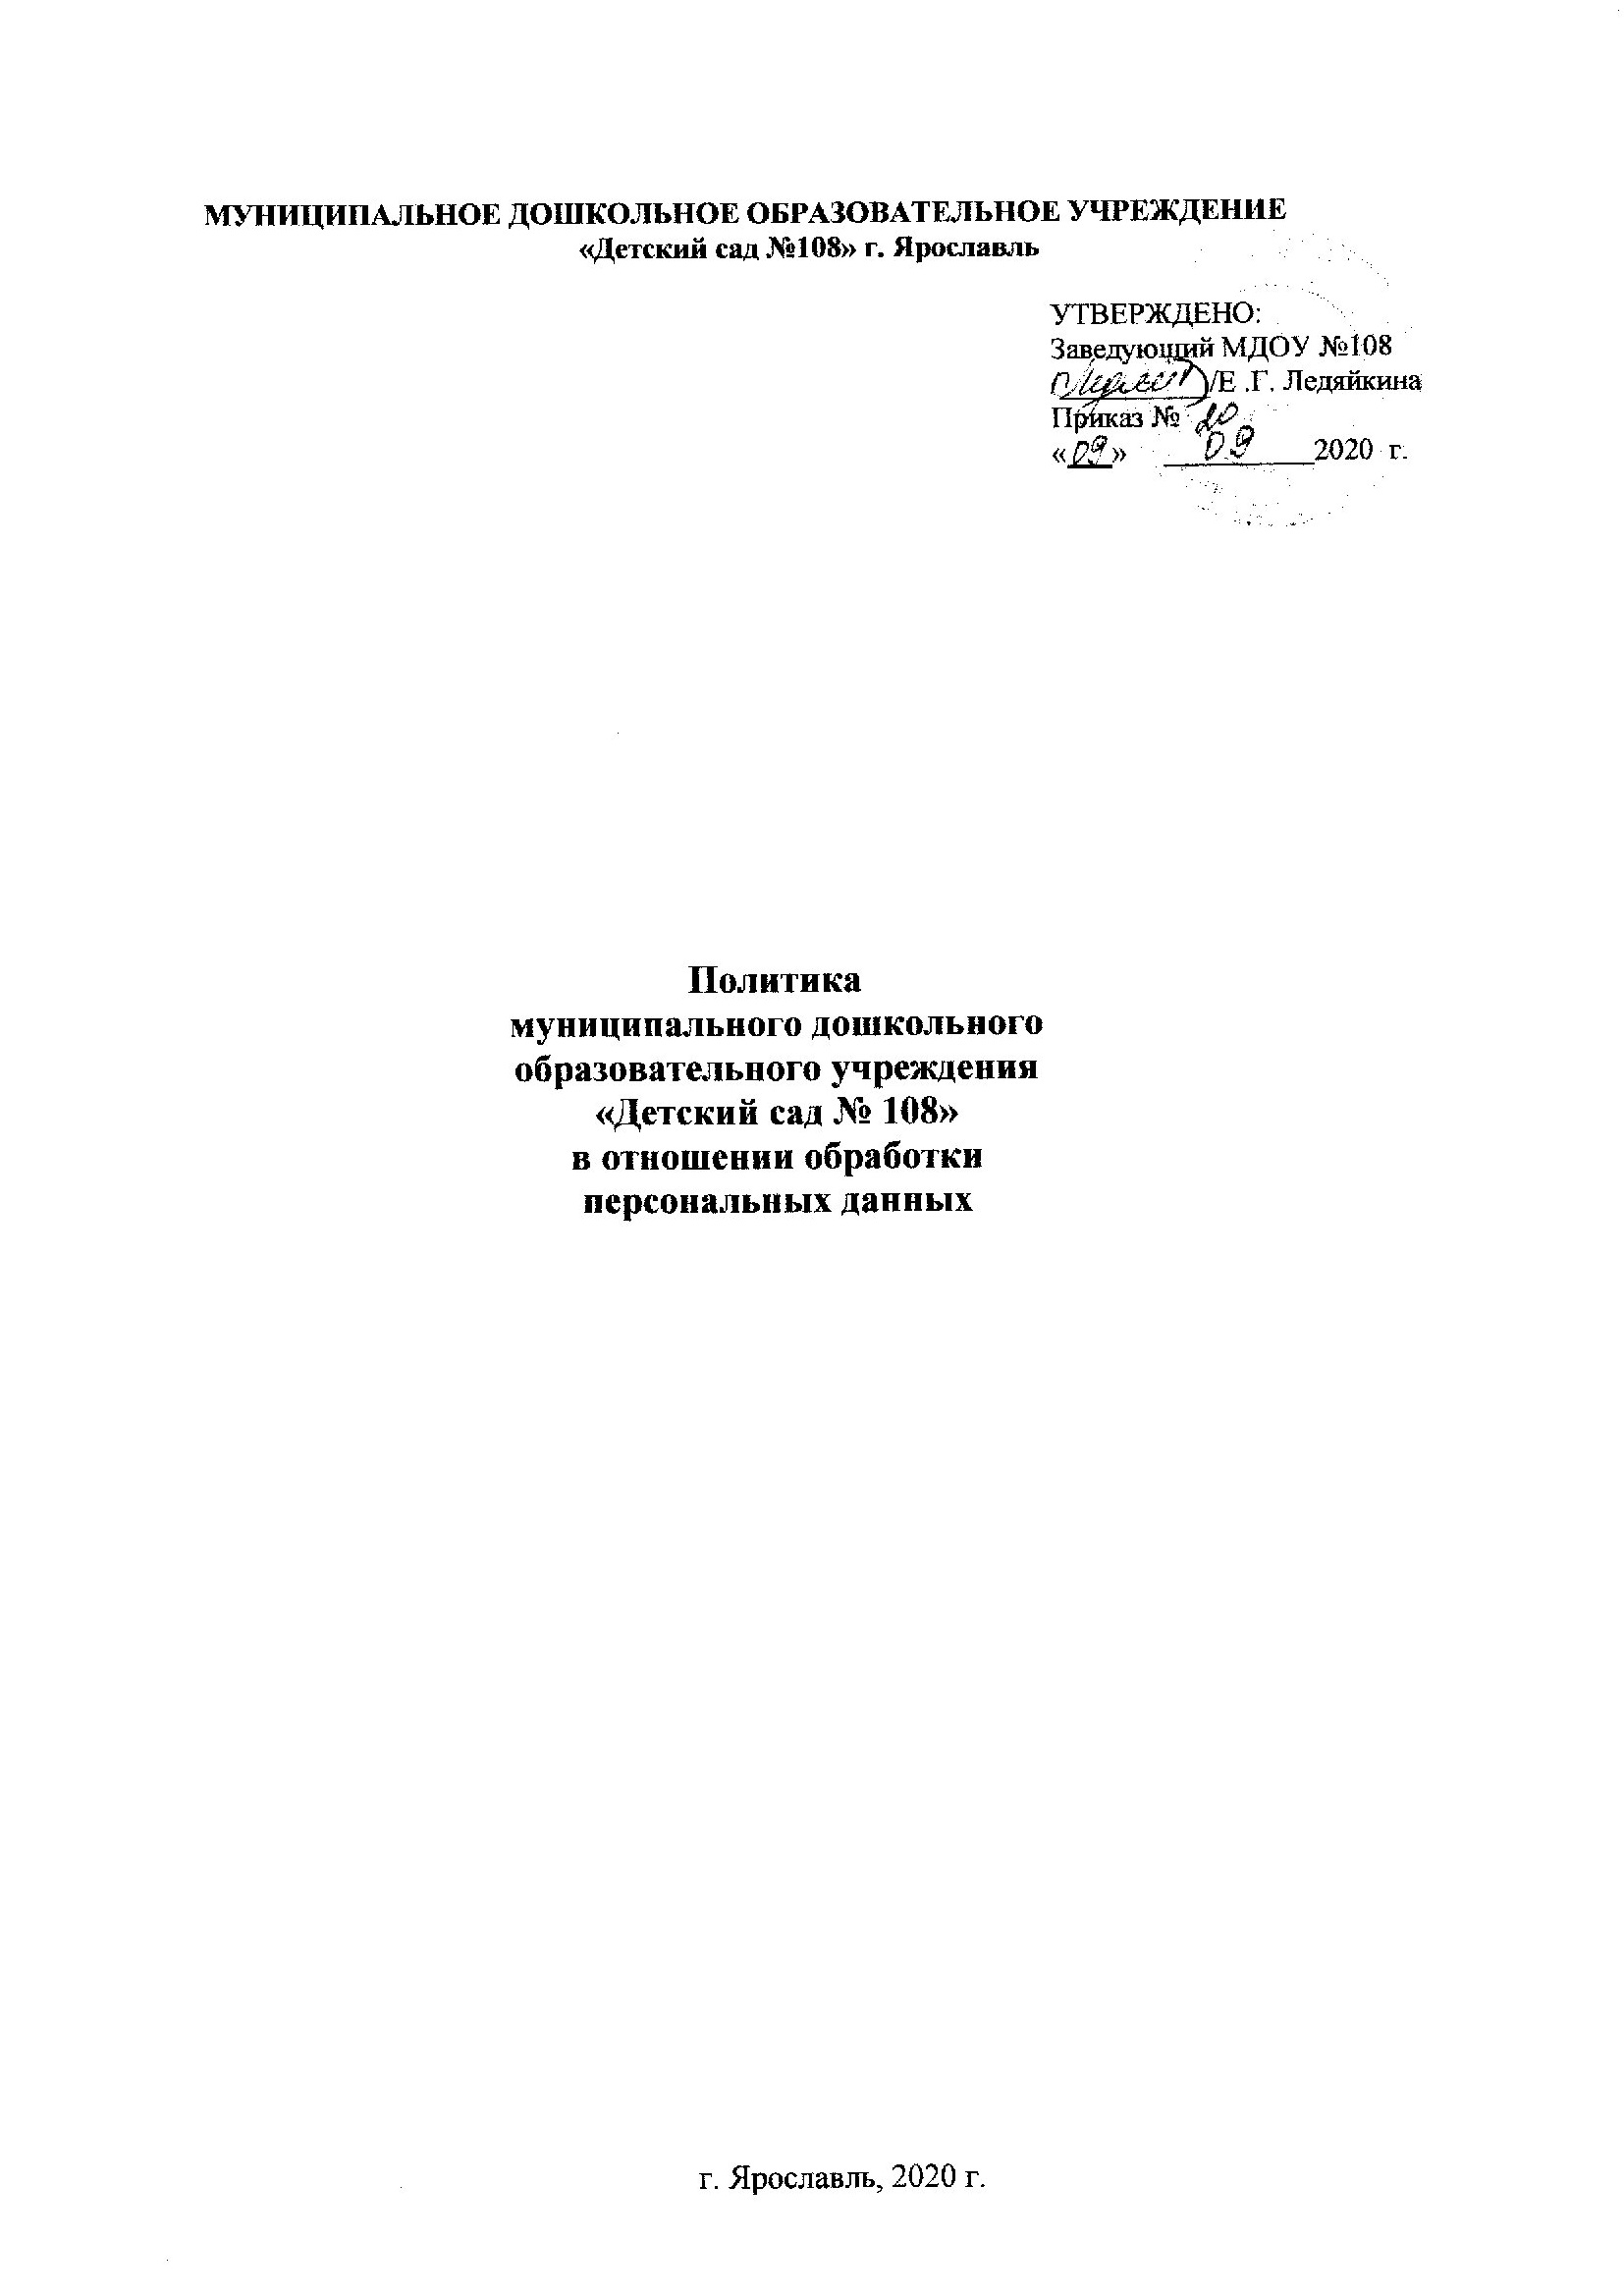 МУНИЦИПАЛЬНОЕ ДОШКОЛЬНОЕ ОБРАЗОВАТЕЛЬНОЕ УЧРЕЖДЕНИЕ
«Детский сад №108» г. Ярославль
УТВЕРЖДЕНО:
Заведующий МДОУ №108
/Е .Г. Ледяйкина
Приказ № 20
«09» 09 2020 г.
Политика
муниципального дошкольного
образовательного учреждения
«Детский сад № 108»
в отношении обработки
персональных данных
г. Ярославль, 2020 г.